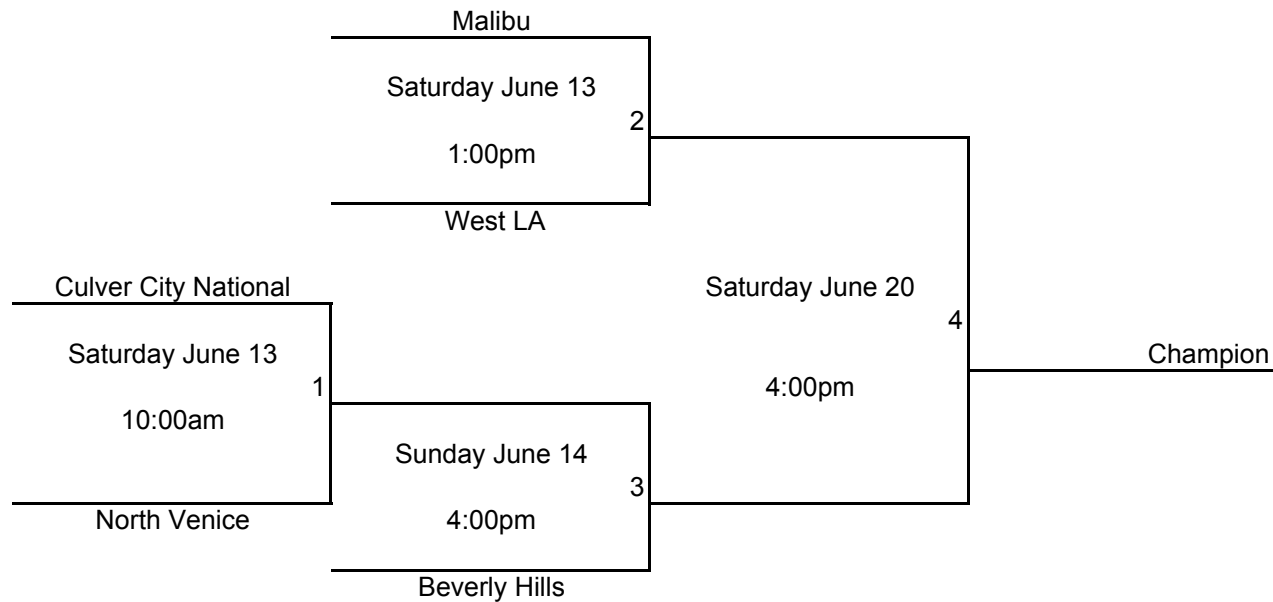 Malibu
Saturday June 13
2
1:00pm
West LA
Culver City National
Saturday June 20
4
Saturday June 13
Champion
1
4:00pm
10:00am
Sunday June 14
3
North Venice
4:00pm
Beverly Hills